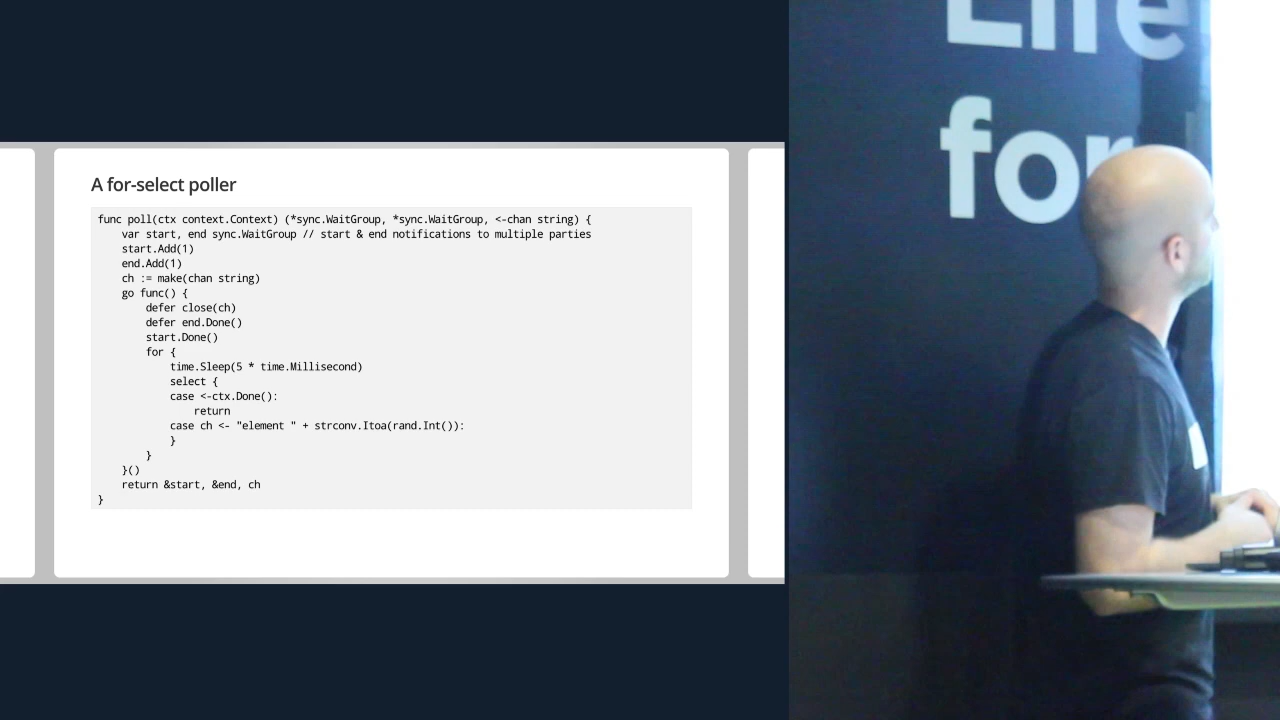 A for-select poller
func poll(ctx context.Context) (*sync.WaitGroup, *sync.WaitGroup, <-chan string) {
    var start, end sync.WaitGroup // start & end notifications to multiple parties
    start.Add(1)
    end.Add(1)
    ch := make(chan string)
    go func() {
        defer close(ch)
        defer end.Done()
        start.Done()
        for {
            time.Sleep(5 * time.Millisecond)
            select {
            case <-ctx.Done():
                return
            case ch <- "element " + strconv.Itoa(rand.Int()):
            }
        }
    }()
    return &start, &end, ch
}
Life
for